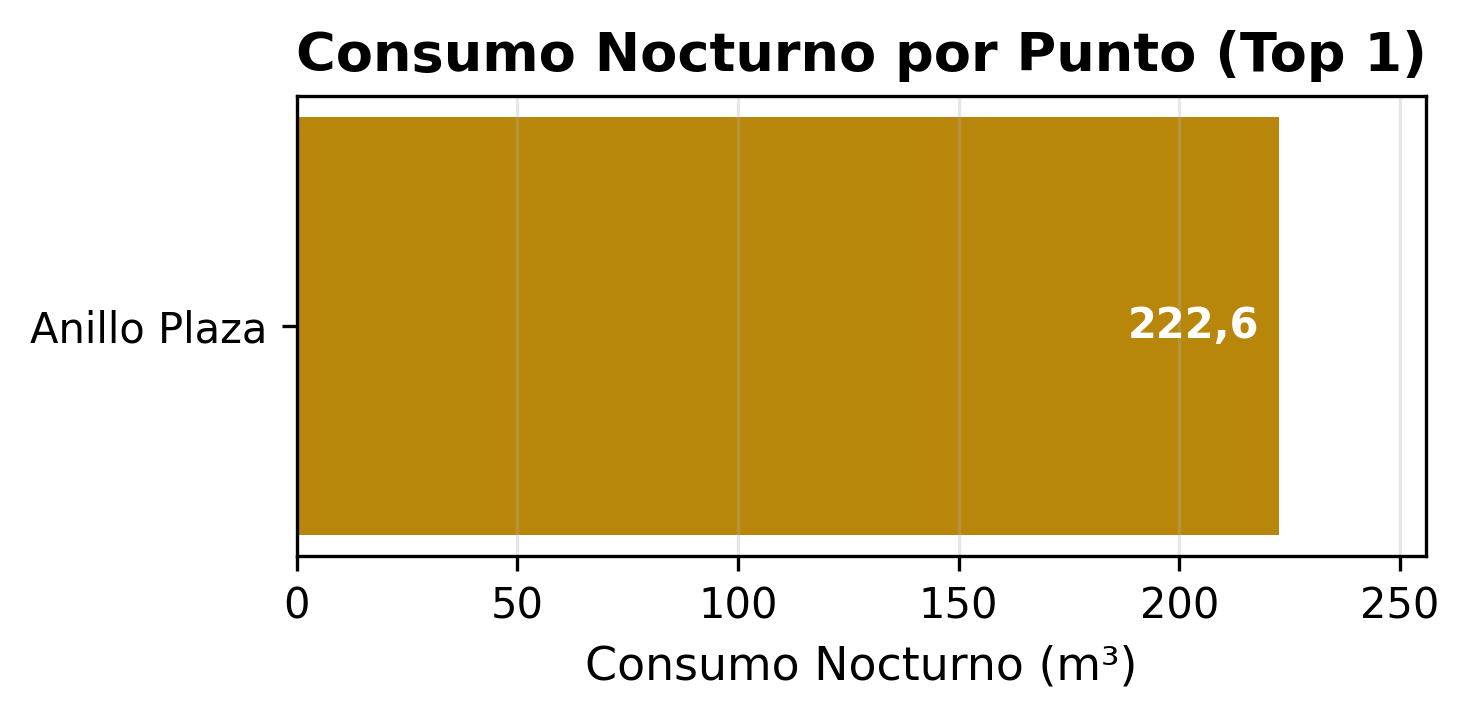 Consumo Nocturno por Punto (Top 1)
Anillo Plaza
222,6
0 50 100 150 200 250
Consumo Nocturno (m³)